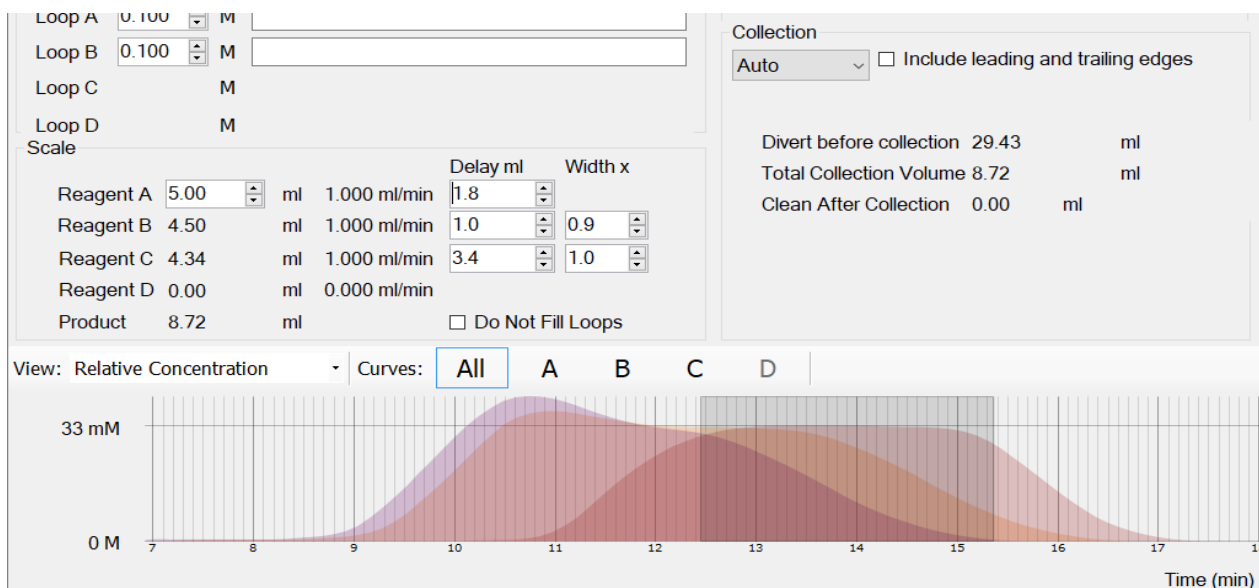 Loop A 0.100 M
Loop B 0.100 M
Loop C M
Loop D M
Scale
Delay ml Width x
Reagent A 5.00 ml 1.000 ml/min 1.8
Reagent B 4.50 ml 1.000 ml/min 1.0 0.9
Reagent C 4.34 ml 1.000 ml/min 3.4 1.0
Reagent D 0.00 ml 0.000 ml/min
Product 8.72 ml Do Not Fill Loops
Collection
Auto Include leading and trailing edges
Divert before collection 29.43 ml
Total Collection Volume 8.72 ml
Clean After Collection 0.00 ml
View: Relative Concentration Curves: All A B C D
33 mM
0 M
7 8 9 10 11 12 13 14 15 16 17
Time (min)